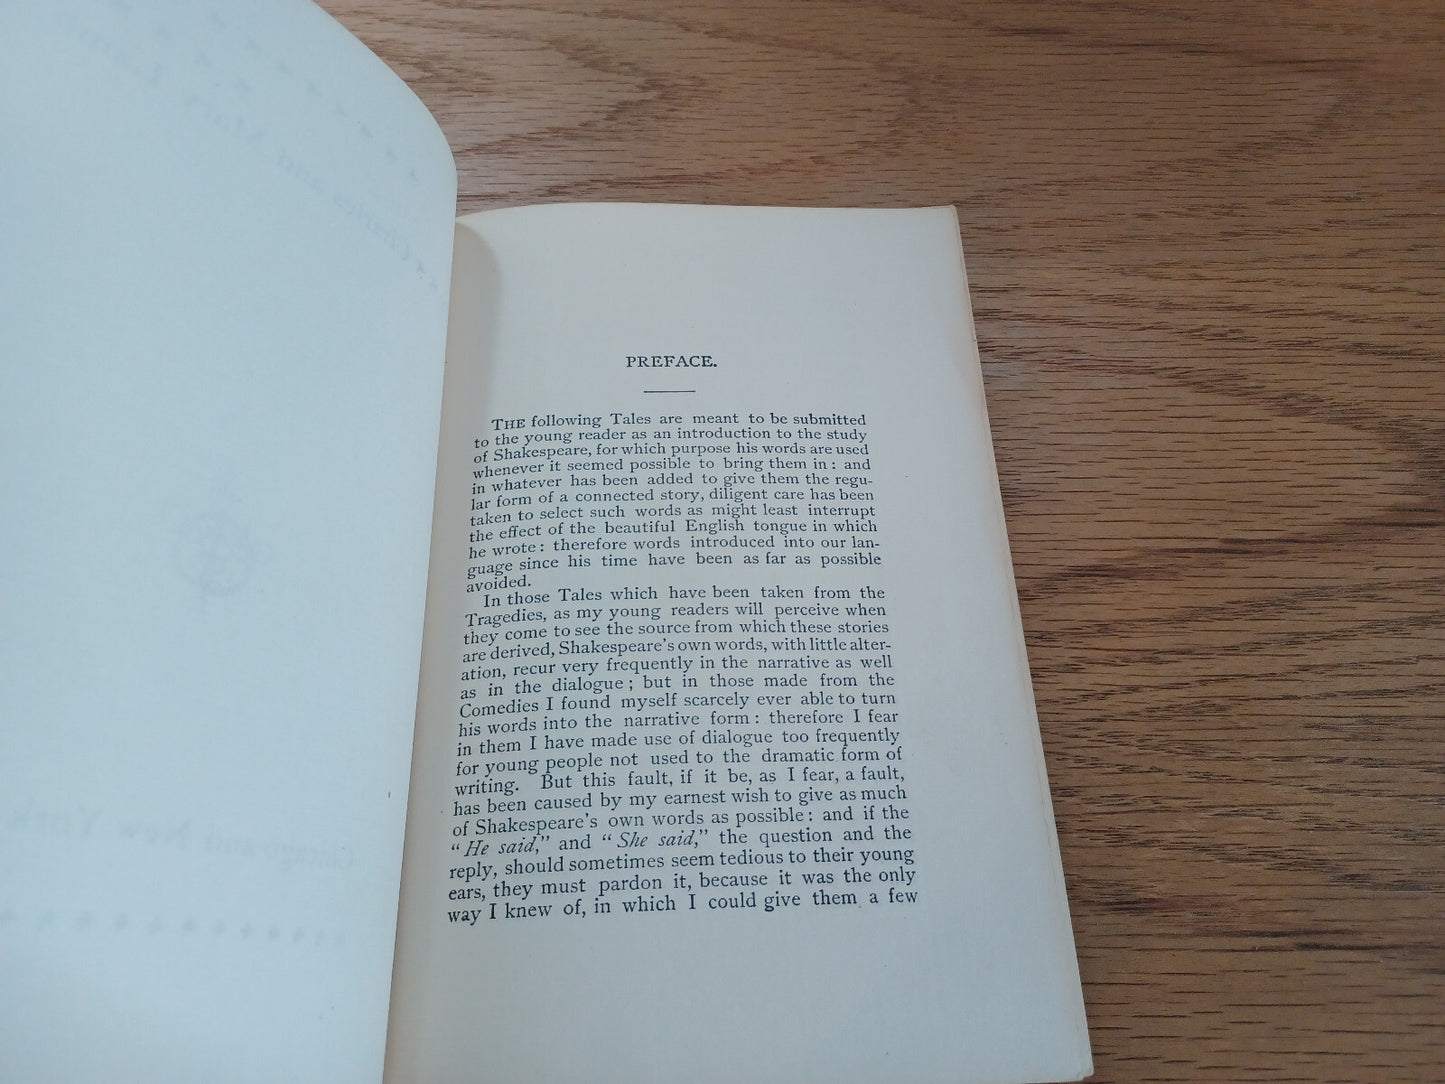 PREFACE.
THE following Tales are meant to be submitted
to the young reader as an introduction to the study
of Shakespeare, for which purpose his words are used
whenever it seemed possible to bring them in : and
in whatever has been added to give them the regu-
lar form of a connected story, diligent care has been
taken to select such words as might least interrupt
the effect of the beautiful English tongue in which
he wrote : therefore words introduced into our lan-
guage since his time have been as far as possible
avoided.
In those Tales which have been taken from the
Tragedies, as my young readers will perceive when
they come to see the source from which these stories
are derived, Shakespeare's own words, with little alter-
ation, recur very frequently in the narrative as well
as in the dialogue ; but in those made from the
Comedies I found myself scarcely ever able to turn
his words into the narrative form : therefore I fear
in them I have made use of dialogue too frequently
for young people not used to the dramatic form of
writing. But this fault, if it be, as I fear, a fault,
has been caused by my earnest wish to give as much
of Shakespeare's own words as possible : and if the
"He said," and "She said," the question and the
reply, should sometimes seem tedious to their young
ears, they must pardon it, because it was the only
way I knew of, in which I could give them a few